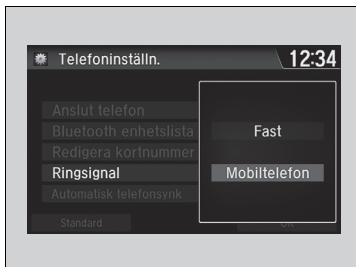 Telefoninställn.
12:34
Anslut telefon
Bluetooth enhetslista
Redigera kortnummer
Ringsignal
Automatisk telefonsynk
Fast
Mobiltelefon
Standard
OK